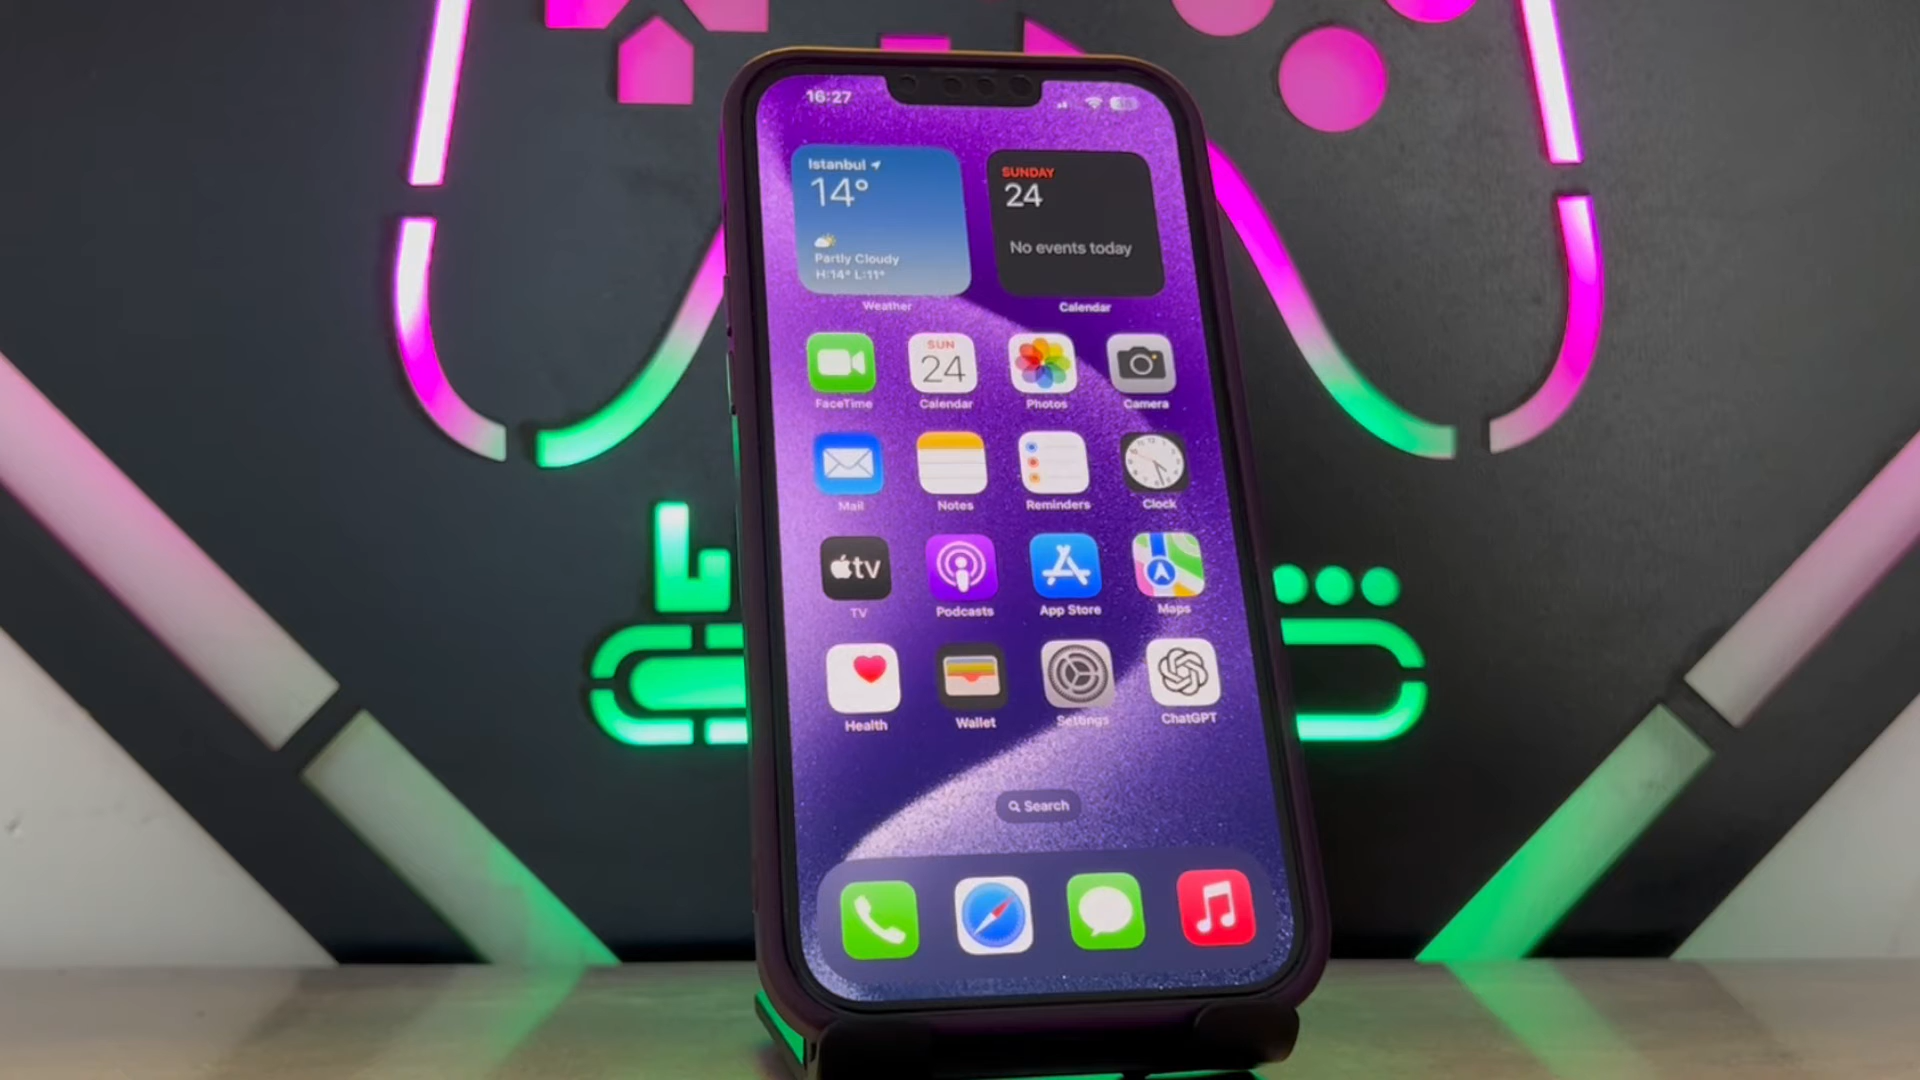 16:27
Istanbul
14°
Partly Cloudy
H:14° L:11°
Weather
SUNDAY
24
No events today
Calendar
FaceTime
SUN
24
Calendar
Photos
Camera
Mail
Notes
Reminders
Clock
tv
TV
Podcasts
App Store
Maps
Health
Wallet
Settings
ChatGPT
Search